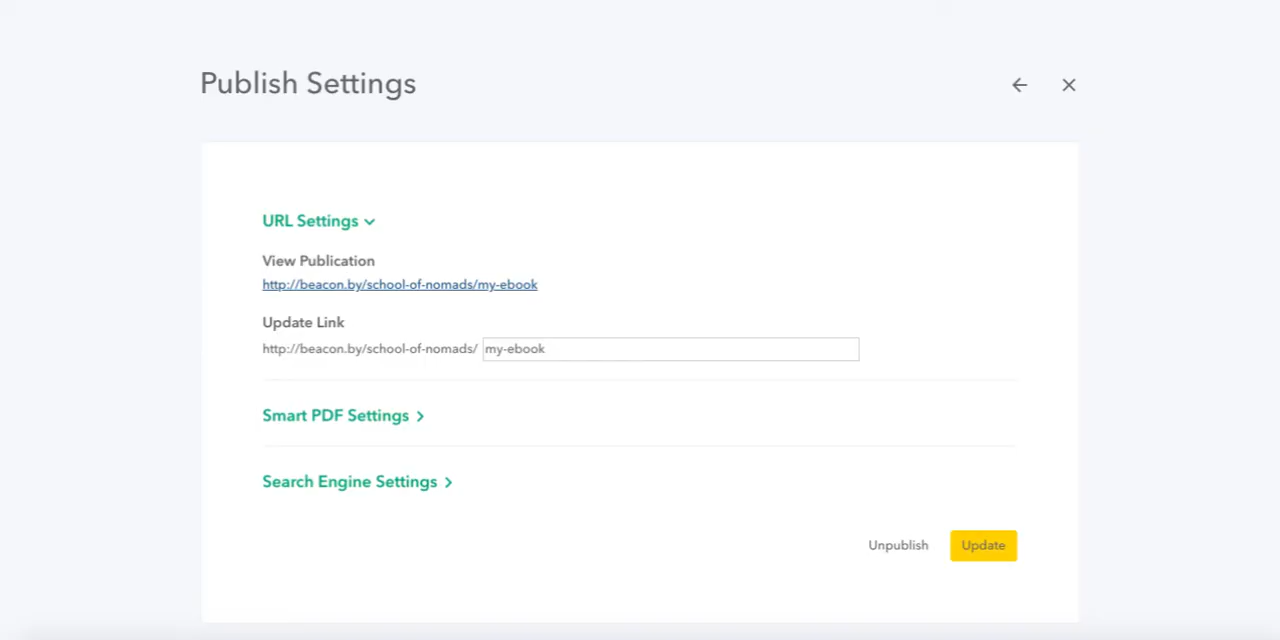 Publish Settings
URL Settings
View Publication
http://beacon.by/school-of-nomads/my-ebook
Update Link
http://beacon.by/school-of-nomads/ my-ebook
Smart PDF Settings
Search Engine Settings
Unpublish Update